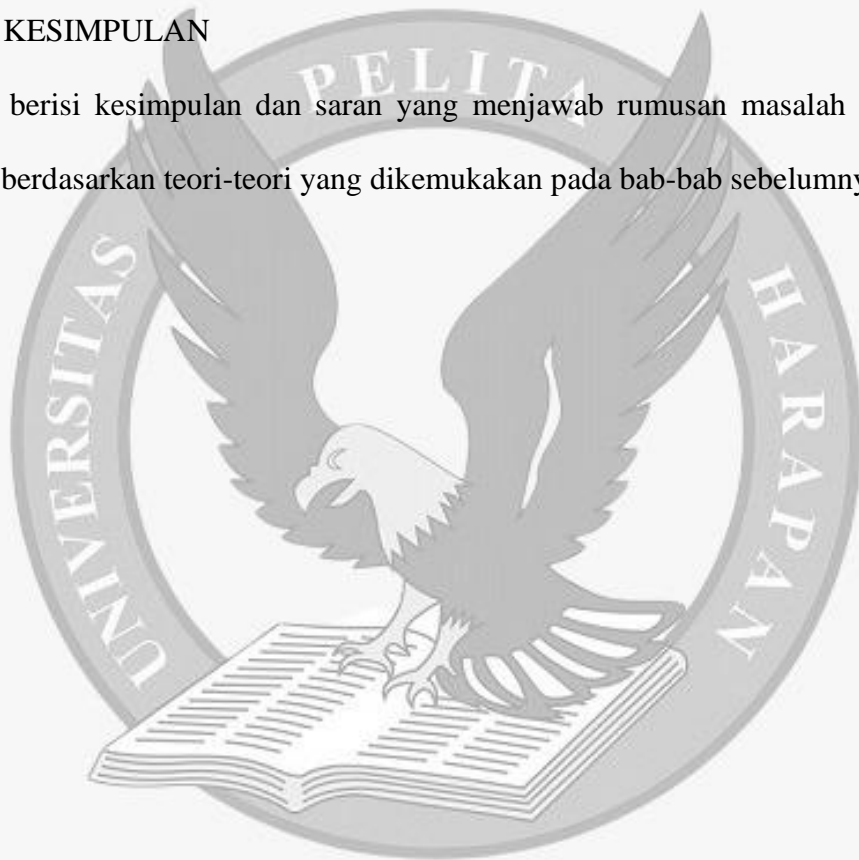 KESIMPULAN
berisi kesimpulan dan saran yang menjawab rumusan masalah
berdasarkan teori-teori yang dikemukakan pada bab-bab sebelumny
UNIVERSITAS PELITA HARAPAN